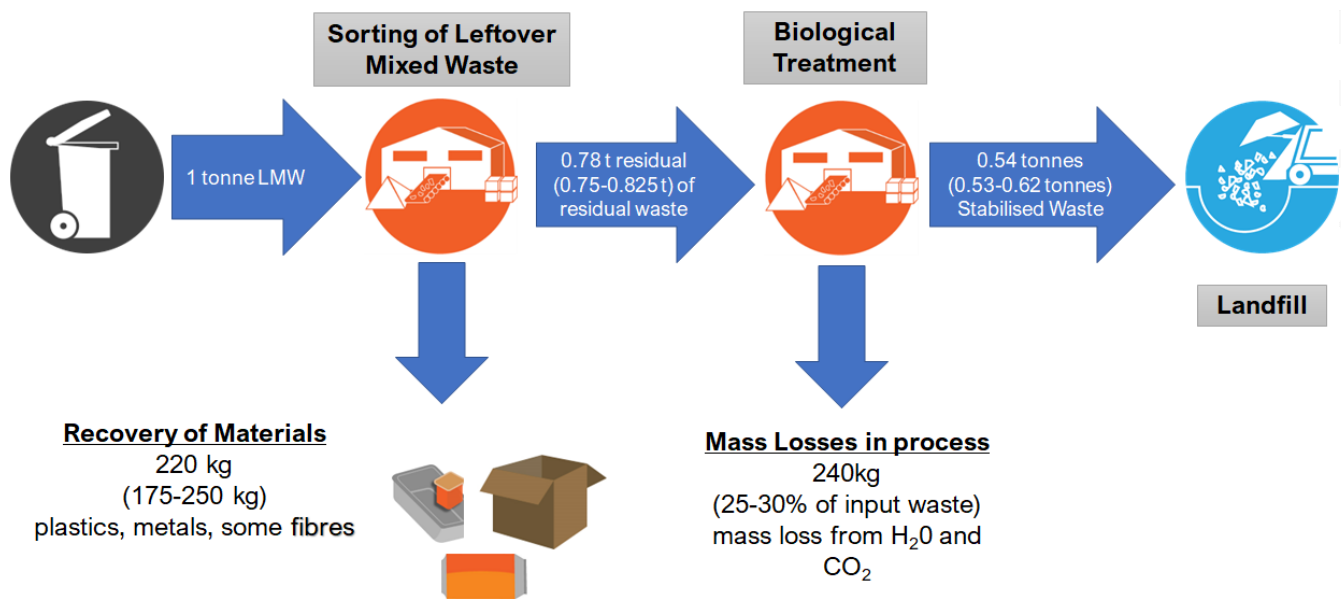 Sorting of Leftover
Mixed Waste
Biological
Treatment
1 tonne LMW
0.78 t residual
(0.75-0.825 t) of
residual waste
0.54 tonnes
(0.53-0.62 tonnes)
Stabilised Waste
Landfill
Recovery of Materials
220 kg
(175-250 kg)
plastics, metals, some fibres
Mass Losses in process
240kg
(25-30% of input waste)
mass loss from H₂0 and
CO₂